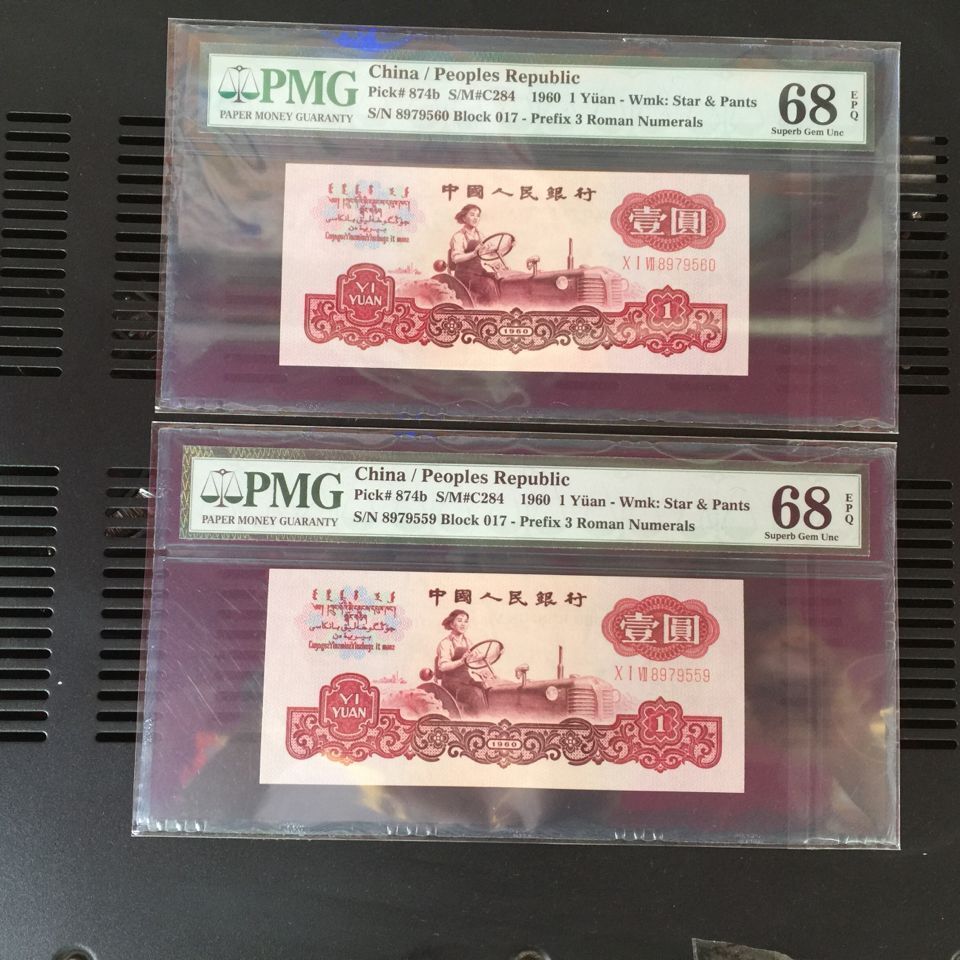 PMG
PAPER MONEY GUARANTY
China / Peoples Republic
Pick# 874b S/M#C284 1960 1 Yüan - Wmk: Star & Pants
S/N 8979560 Block 017 - Prefix 3 Roman Numerals
68 EPQ
Superb Gem Unc
中國人民銀行
壹圓
X I VII 8979560
YI
YUAN
1960
1
PMG
PAPER MONEY GUARANTY
China / Peoples Republic
Pick# 874b S/M#C284 1960 1 Yüan - Wmk: Star & Pants
S/N 8979559 Block 017 - Prefix 3 Roman Numerals
68 EPQ
Superb Gem Unc
中國人民銀行
壹圓
X I VII 8979559
YI
YUAN
1960
1